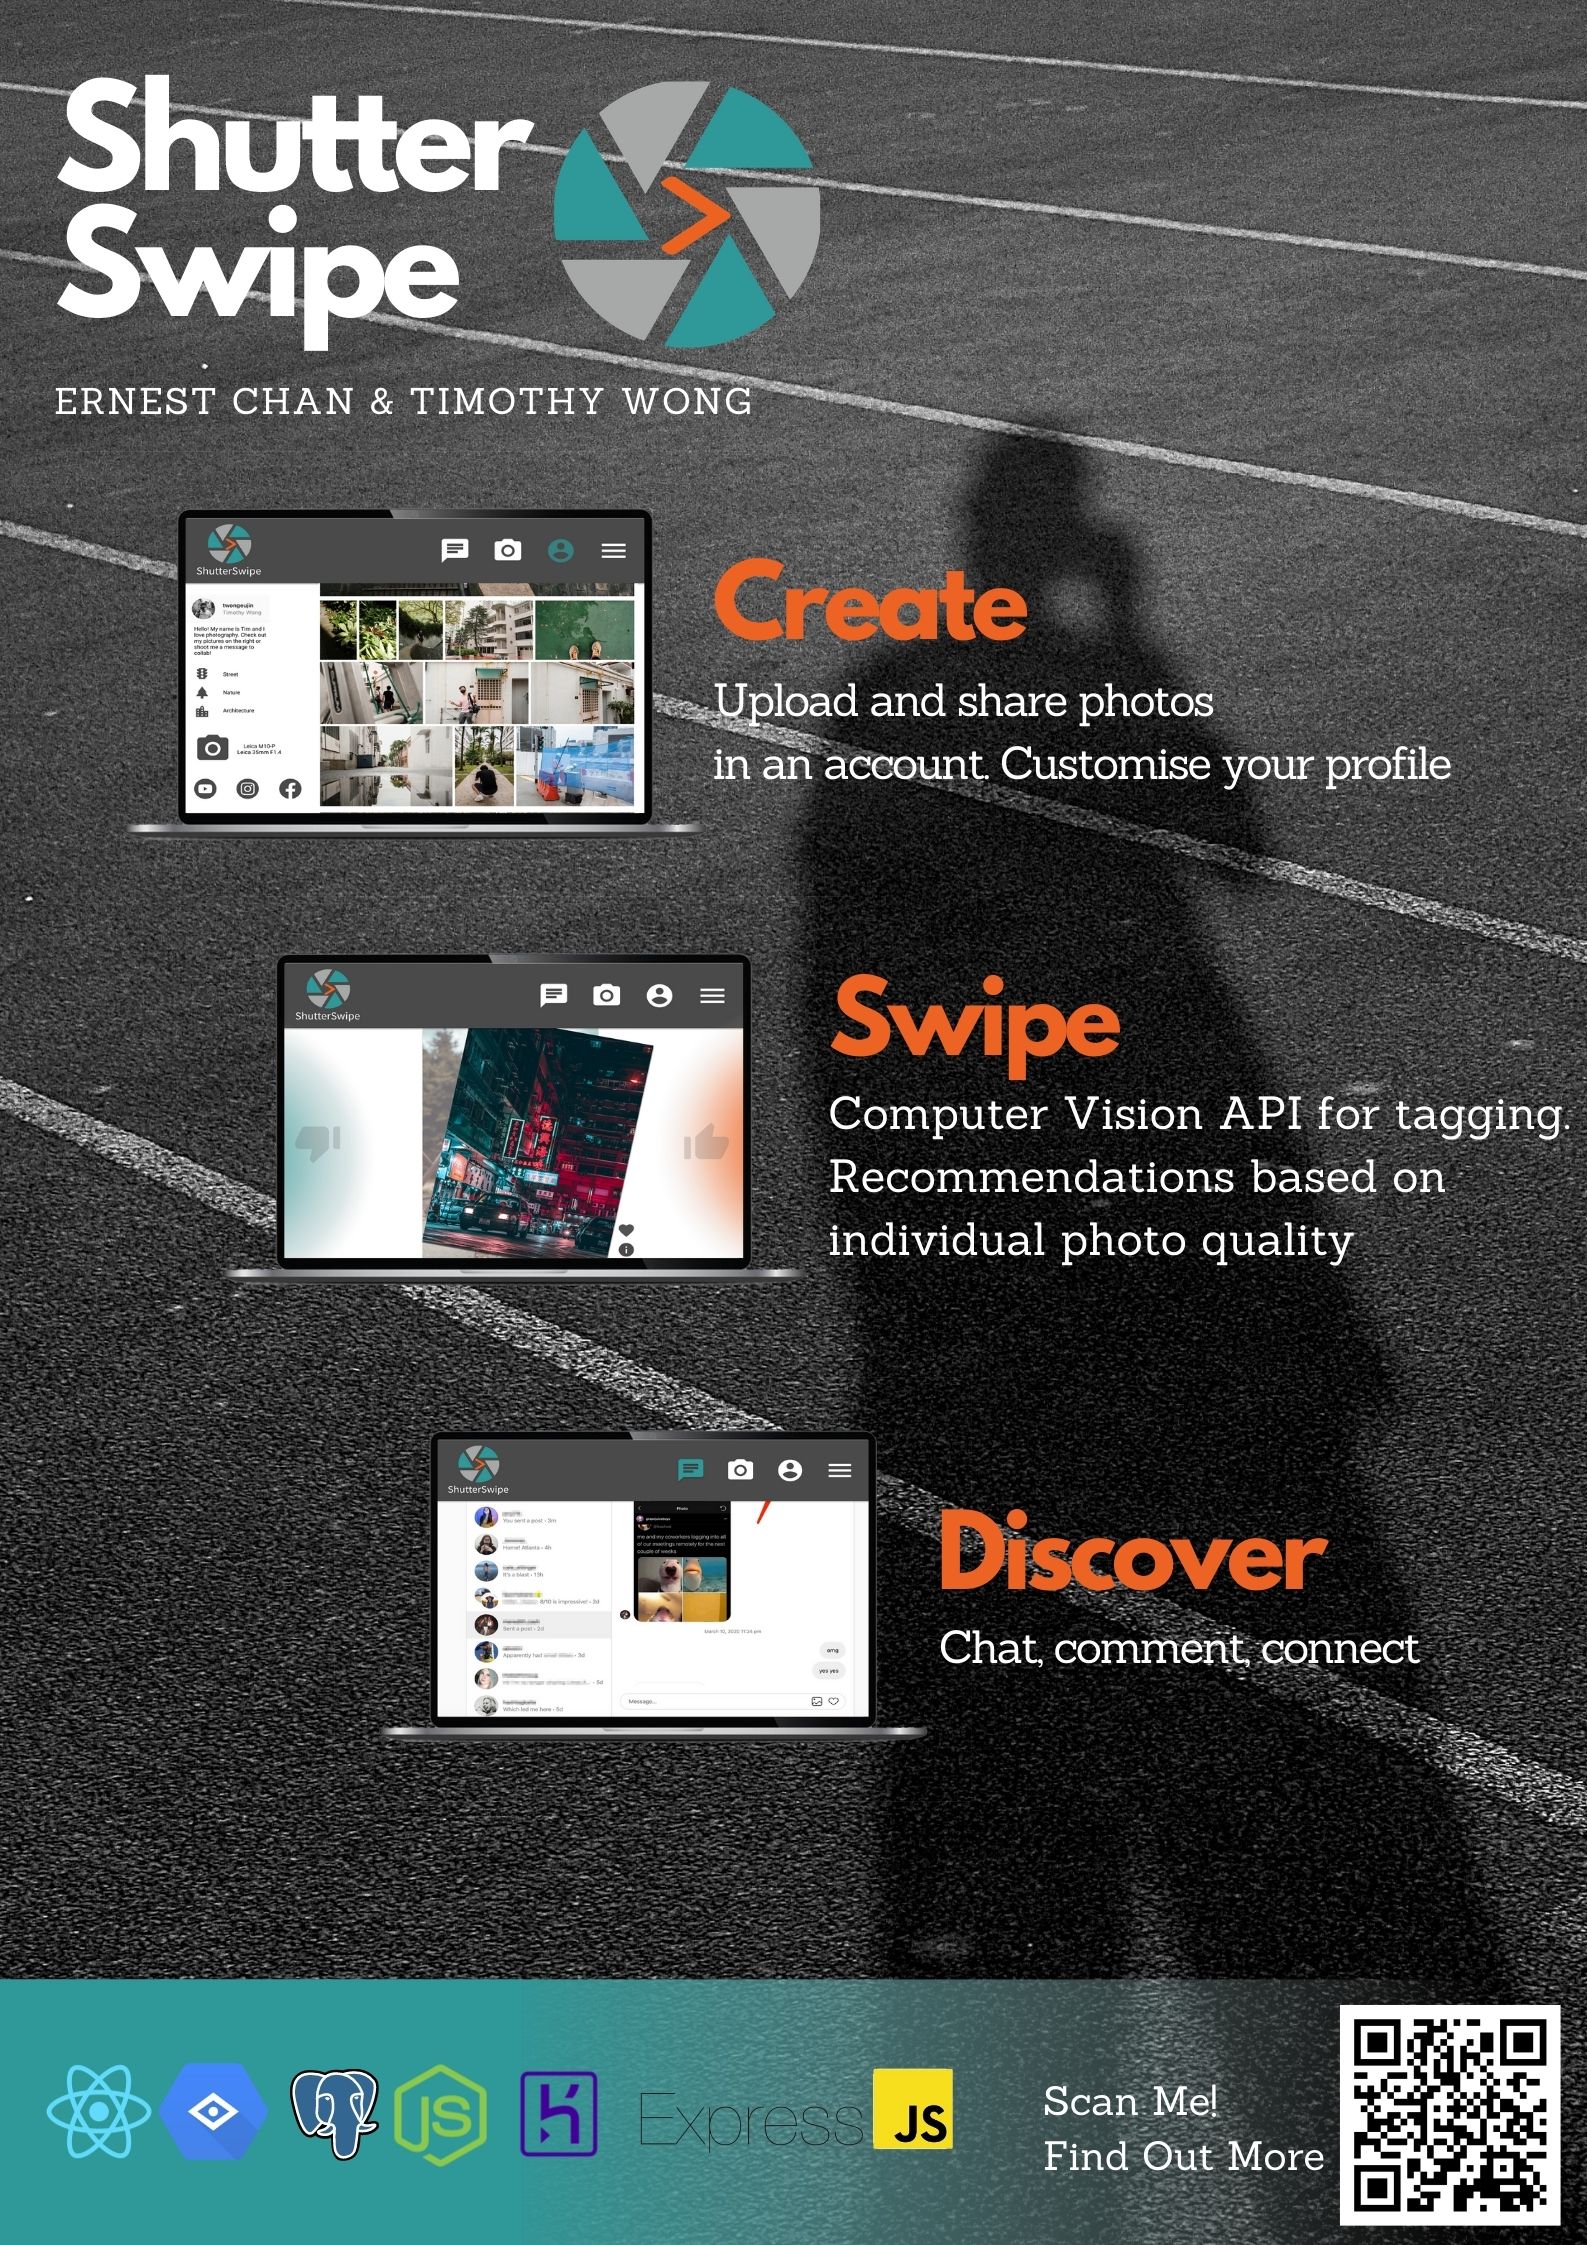 Shutter
Swipe
ERNEST CHAN & TIMOTHY WONG
ShutterSwipe
twongeujin
Timothy Wong
Hello! My name is Tim and I
love photography. Check out
my pictures on the right or
shoot me a message to
collab!
Street
Nature
Architecture
Leica M10-P
Leica 35mm F1.4
Create
Upload and share photos
in an account. Customise your profile
ShutterSwipe
Swipe
Computer Vision API for tagging.
Recommendations based on
individual photo quality
ShutterSwipe
You sent a post • 3m
Home! Atlanta • 4h
It's a blast • 19h
8/10 is impressive! • 2d
Sent a post • 2d
Apparently had
• 3d
• 5d
Which led me here • 5d
Photo
me and my coworkers logging into all
of our meetings remotely for the next
couple of weeks
March 10, 2020 11:24 pm
omg
yes yes
Message...
Discover
Chat, comment, connect
JS
Express
JS
Scan Me!
Find Out More